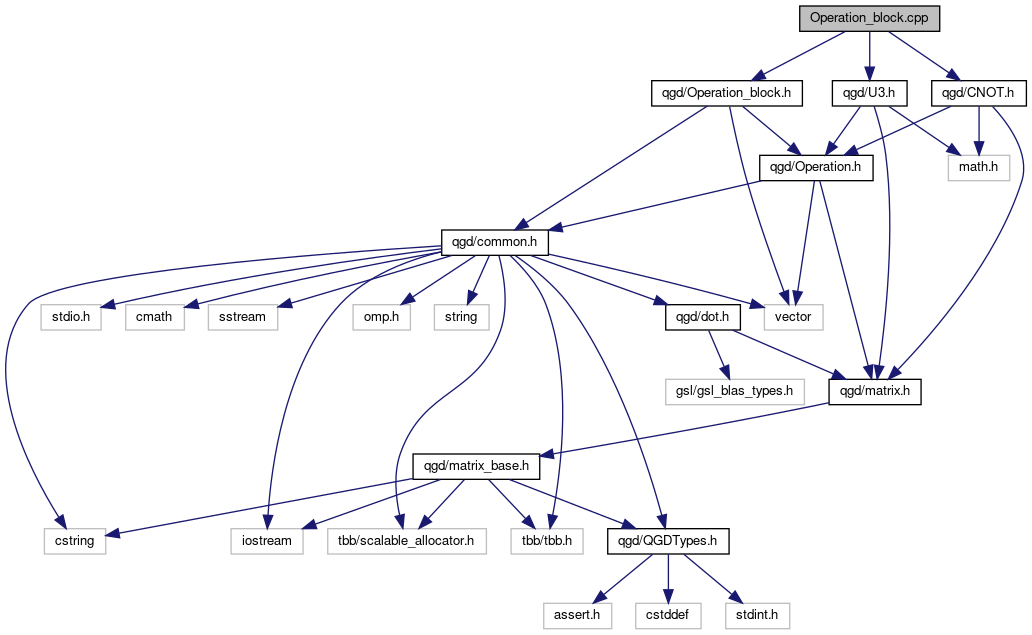 Operation_block.cpp
qgd/Operation_block.h
qgd/U3.h
qgd/CNOT.h
qgd/Operation.h
math.h
qgd/common.h
stdio.h
cmath
sstream
omp.h
string
qgd/dot.h
vector
gsl/gsl_blas_types.h
qgd/matrix.h
qgd/matrix_base.h
cstring
iostream
tbb/scalable_allocator.h
tbb/tbb.h
qgd/QGDTypes.h
assert.h
cstddef
stdint.h